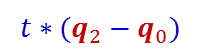 t * (q₂ − q₀)